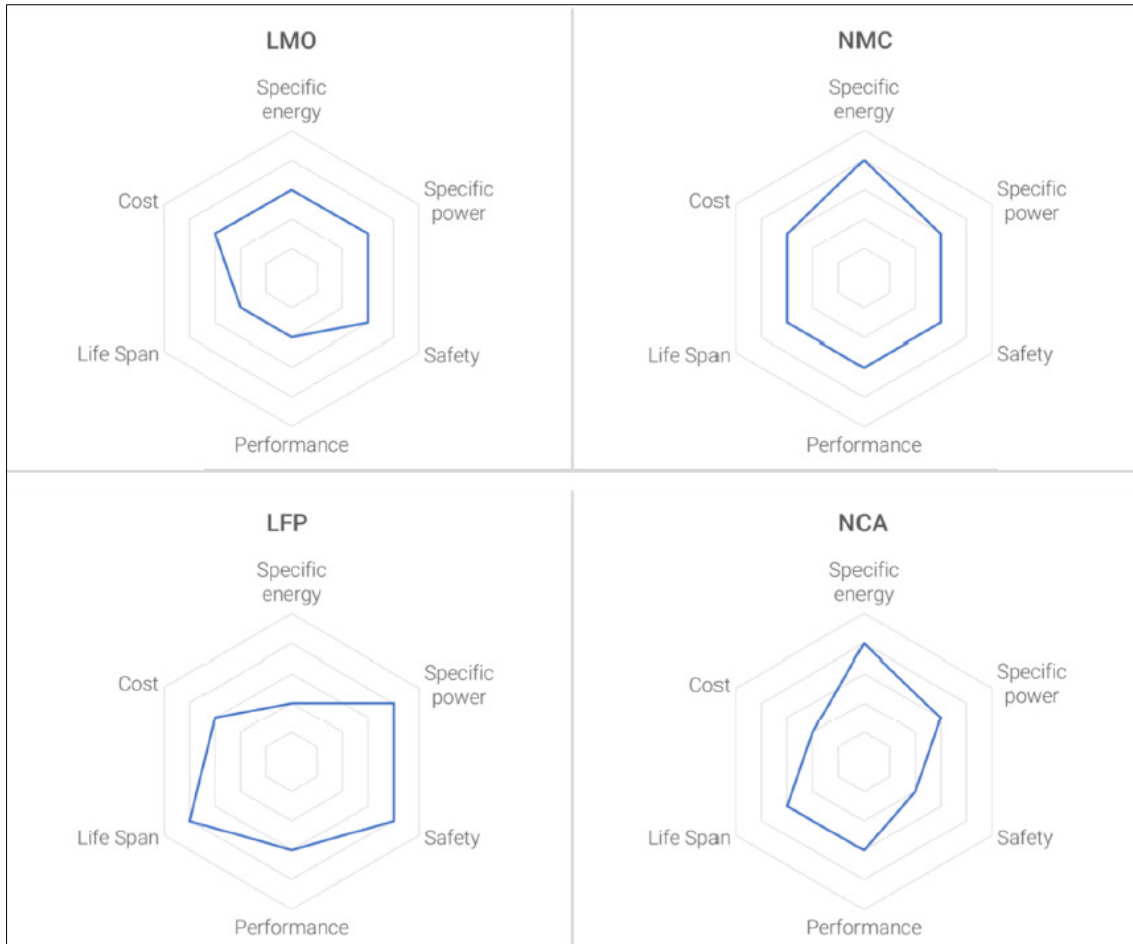 LMO
Specific
energy
Cost
Specific
power
Life Span
Safety
Performance
NMC
Specific
energy
Cost
Specific
power
Life Span
Safety
Performance
LFP
Specific
energy
Cost
Specific
power
Life Span
Safety
Performance
NCA
Specific
energy
Cost
Specific
power
Life Span
Safety
Performance